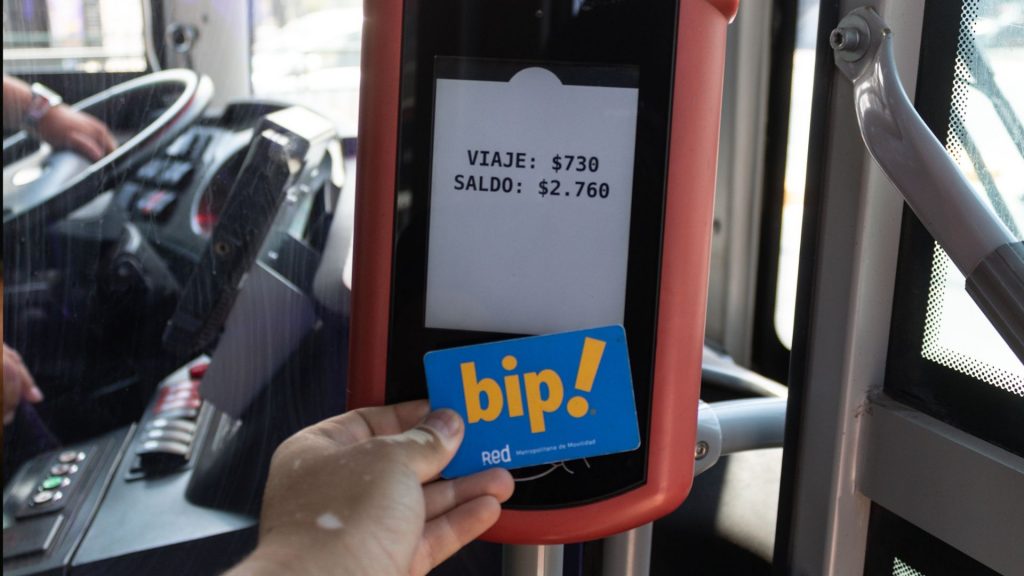 VIAJE: $730
SALDO: $2.760
bip!
Red Metropolitana de Movilidad